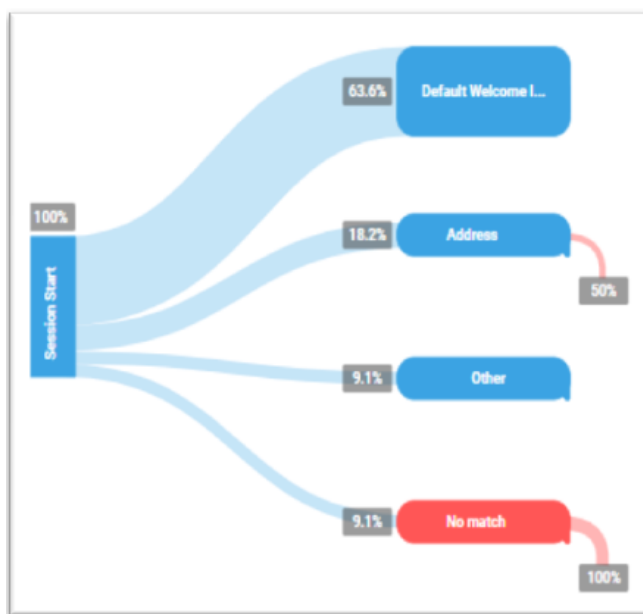 63.6%
Default Welcome I...
100%
Session Start
18.2%
Address
50%
9.1%
Other
9.1%
No match
100%